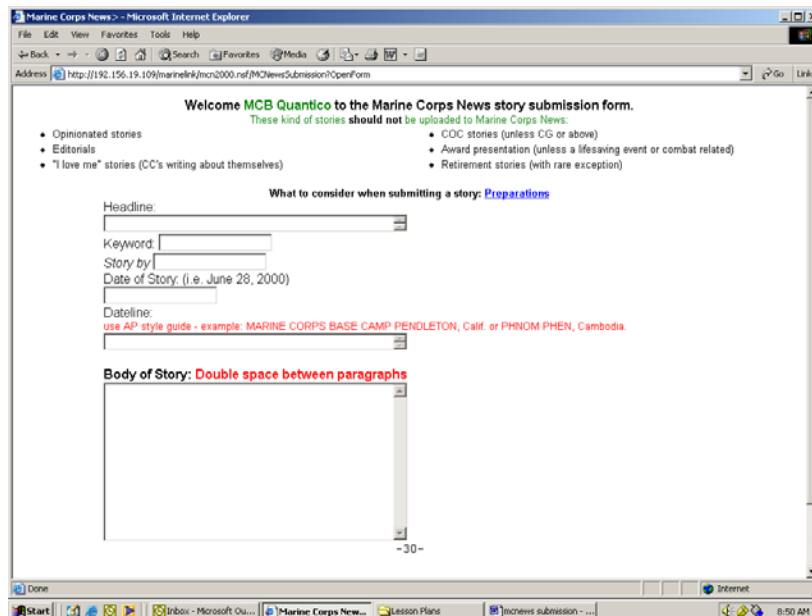 Marine Corps News> - Microsoft Internet Explorer
File Edit View Favorites Tools Help
Back Search Favorites Media
Address http://192.156.19.109/marinelink/mcn2000.nsf/MCNewsSubmission?OpenForm Go Link
Welcome MCB Quantico to the Marine Corps News story submission form.
These kind of stories should not be uploaded to Marine Corps News:
• Opinionated stories
• Editorials
• "I love me" stories (CC's writing about themselves)
• COC stories (unless CG or above)
• Award presentation (unless a lifesaving event or combat related)
• Retirement stories (with rare exception)
What to consider when submitting a story: Preparations
Headline:
Keyword:
Story by
Date of Story: (i.e. June 28, 2000)
Dateline:
use AP style guide - example: MARINE CORPS BASE CAMP PENDLETON, Calif. or PHNOM PHEN, Cambodia.
Body of Story: Double space between paragraphs
-30-
Done Internet
Start Inbox - Microsoft Ou... Marine Corps New... Lesson Plans mcnews submission - ... 8:50 AM